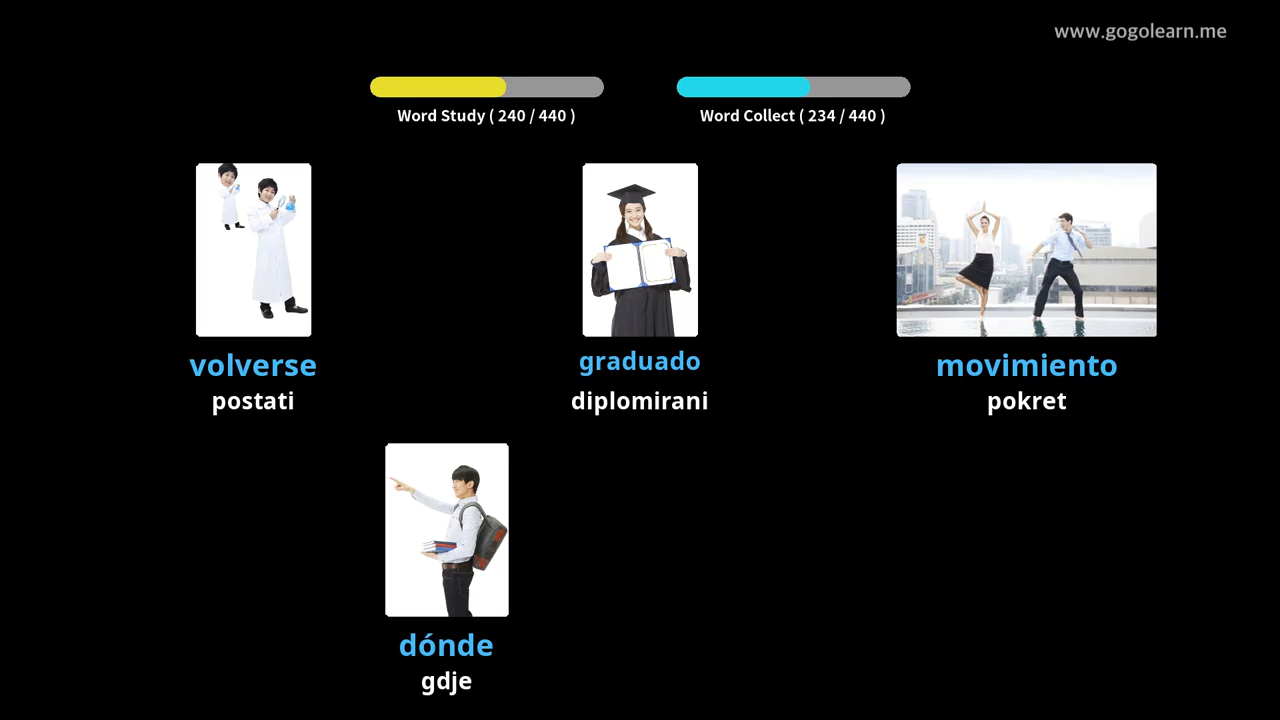 www.gogolearn.me
Word Study ( 240 / 440 )
Word Collect ( 234 / 440 )
volverse
postati
graduado
diplomirani
movimiento
pokret
dónde
gdje